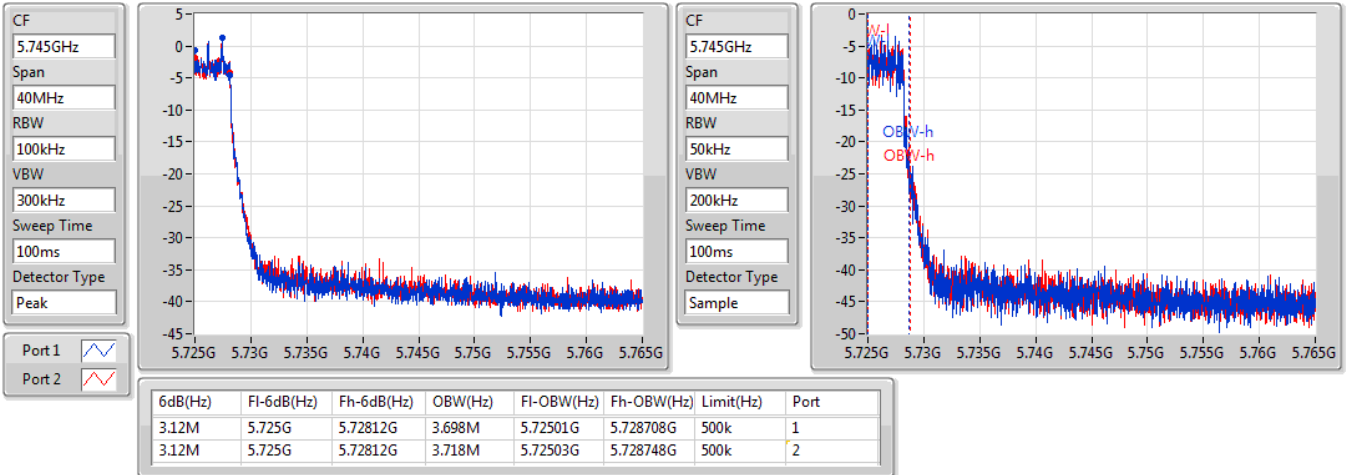 CF
5.745GHz
Span
40MHz
RBW
100kHz
VBW
300kHz
Sweep Time
100ms
Detector Type
Peak
5
0
-5
-10
-15
-20
-25
-30
-35
-40
-45
5.725G 5.73G 5.735G 5.74G 5.745G 5.75G 5.755G 5.76G 5.765G
CF
5.745GHz
Span
40MHz
RBW
50kHz
VBW
200kHz
Sweep Time
100ms
Detector Type
Sample
0
-5
-10
-15
-20
-25
-30
-35
-40
-45
-50
OBW-h
OBW-h
5.725G 5.73G 5.735G 5.74G 5.745G 5.75G 5.755G 5.76G 5.765G
Port 1
Port 2
6dB(Hz) Fl-6dB(Hz) Fh-6dB(Hz) OBW(Hz) Fl-OBW(Hz) Fh-OBW(Hz) Limit(Hz) Port
3.12M 5.725G 5.72812G 3.698M 5.72501G 5.728708G 500k 1
3.12M 5.725G 5.72812G 3.718M 5.72503G 5.728748G 500k 2